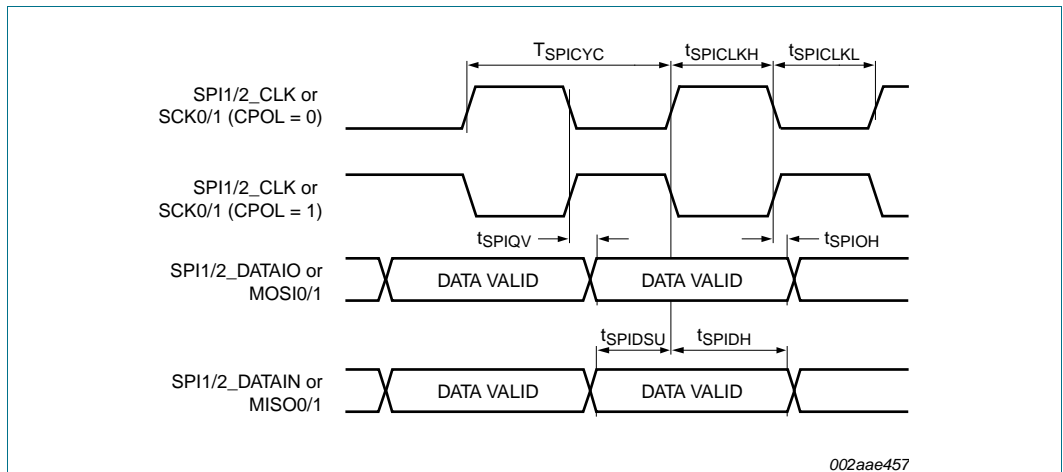 TSPICYC tSPICLKH tSPICLKL
SPI1/2_CLK or
SCK0/1 (CPOL = 0)
SPI1/2_CLK or
SCK0/1 (CPOL = 1)
tSPIQV tSPIOH
SPI1/2_DATAIO or
MOSI0/1
DATA VALID DATA VALID
tSPIDSU tSPIDH
SPI1/2_DATAIN or
MISO0/1
DATA VALID DATA VALID
002aae457